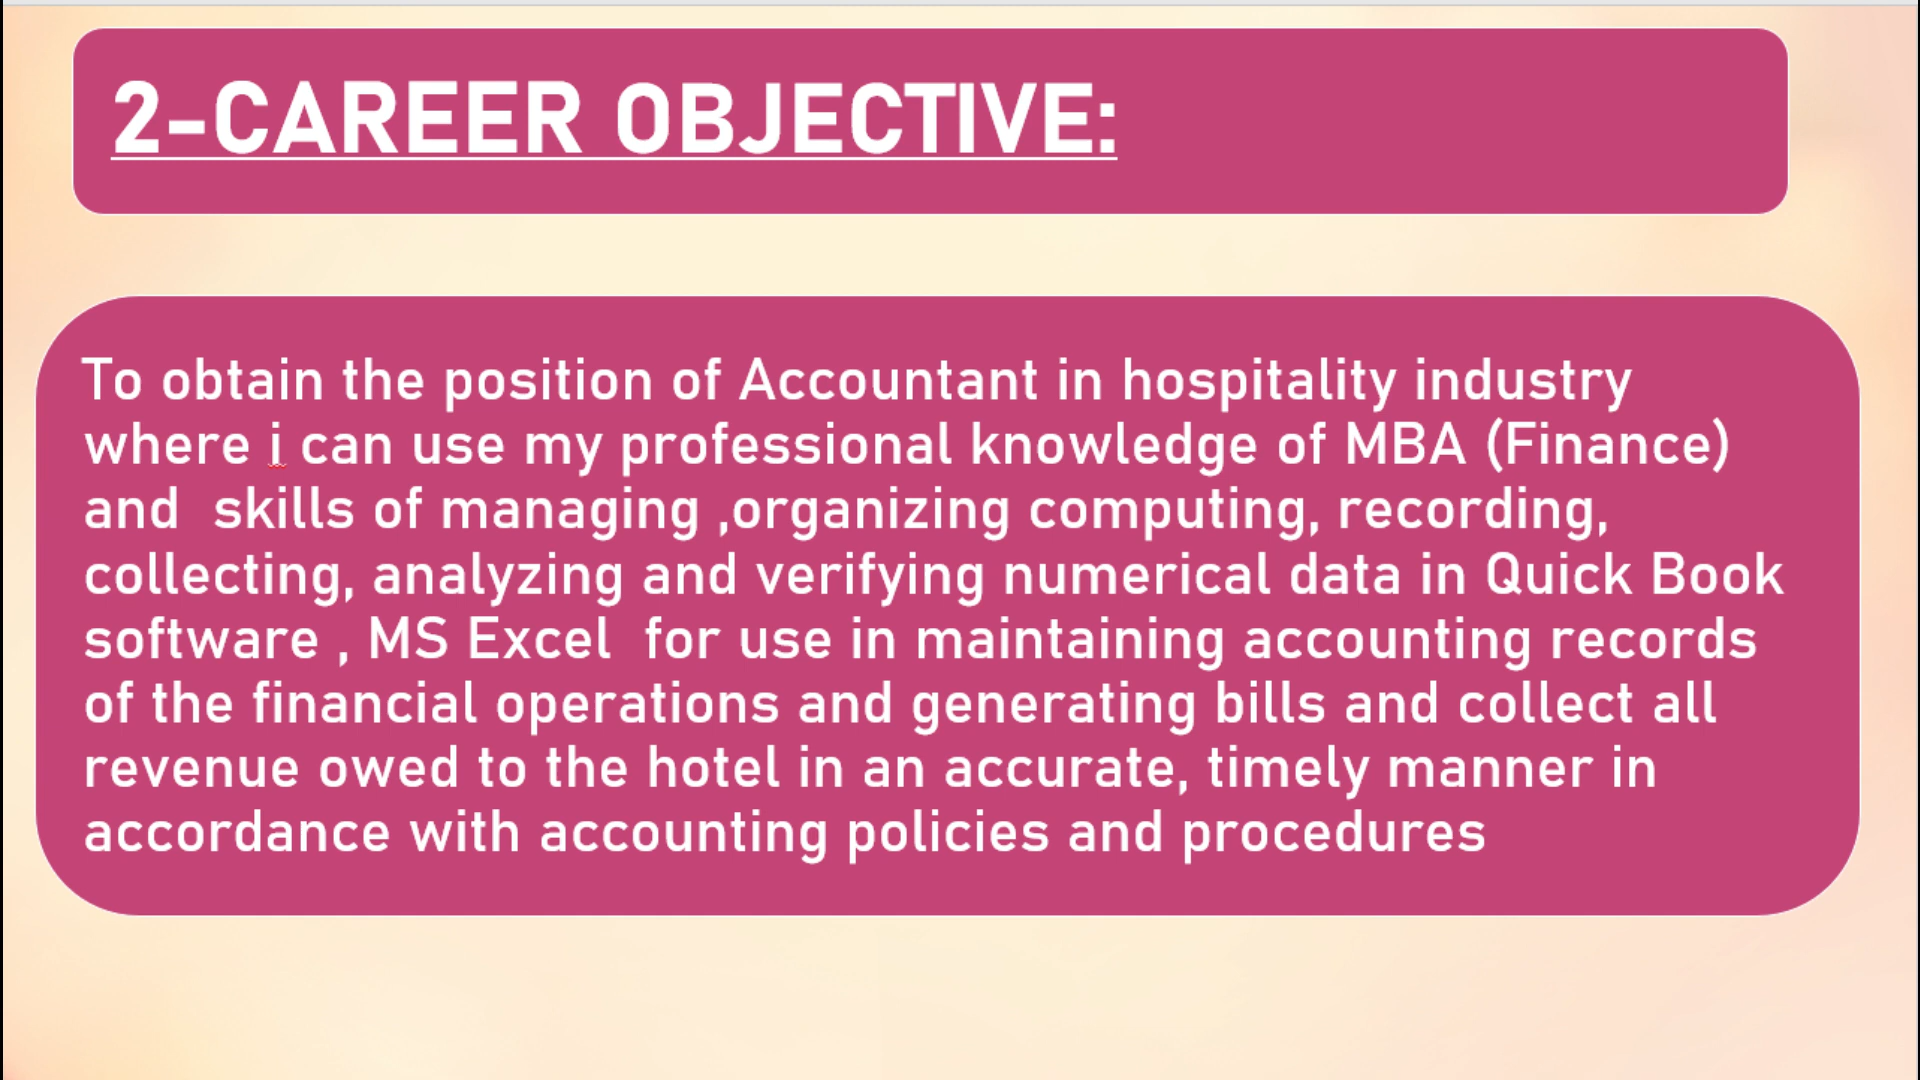 2-CAREER OBJECTIVE:
To obtain the position of Accountant in hospitality industry
where i can use my professional knowledge of MBA (Finance)
and  skills of managing ,organizing computing, recording,
collecting, analyzing and verifying numerical data in Quick Book
software , MS Excel  for use in maintaining accounting records
of the financial operations and generating bills and collect all
revenue owed to the hotel in an accurate, timely manner in
accordance with accounting policies and procedures